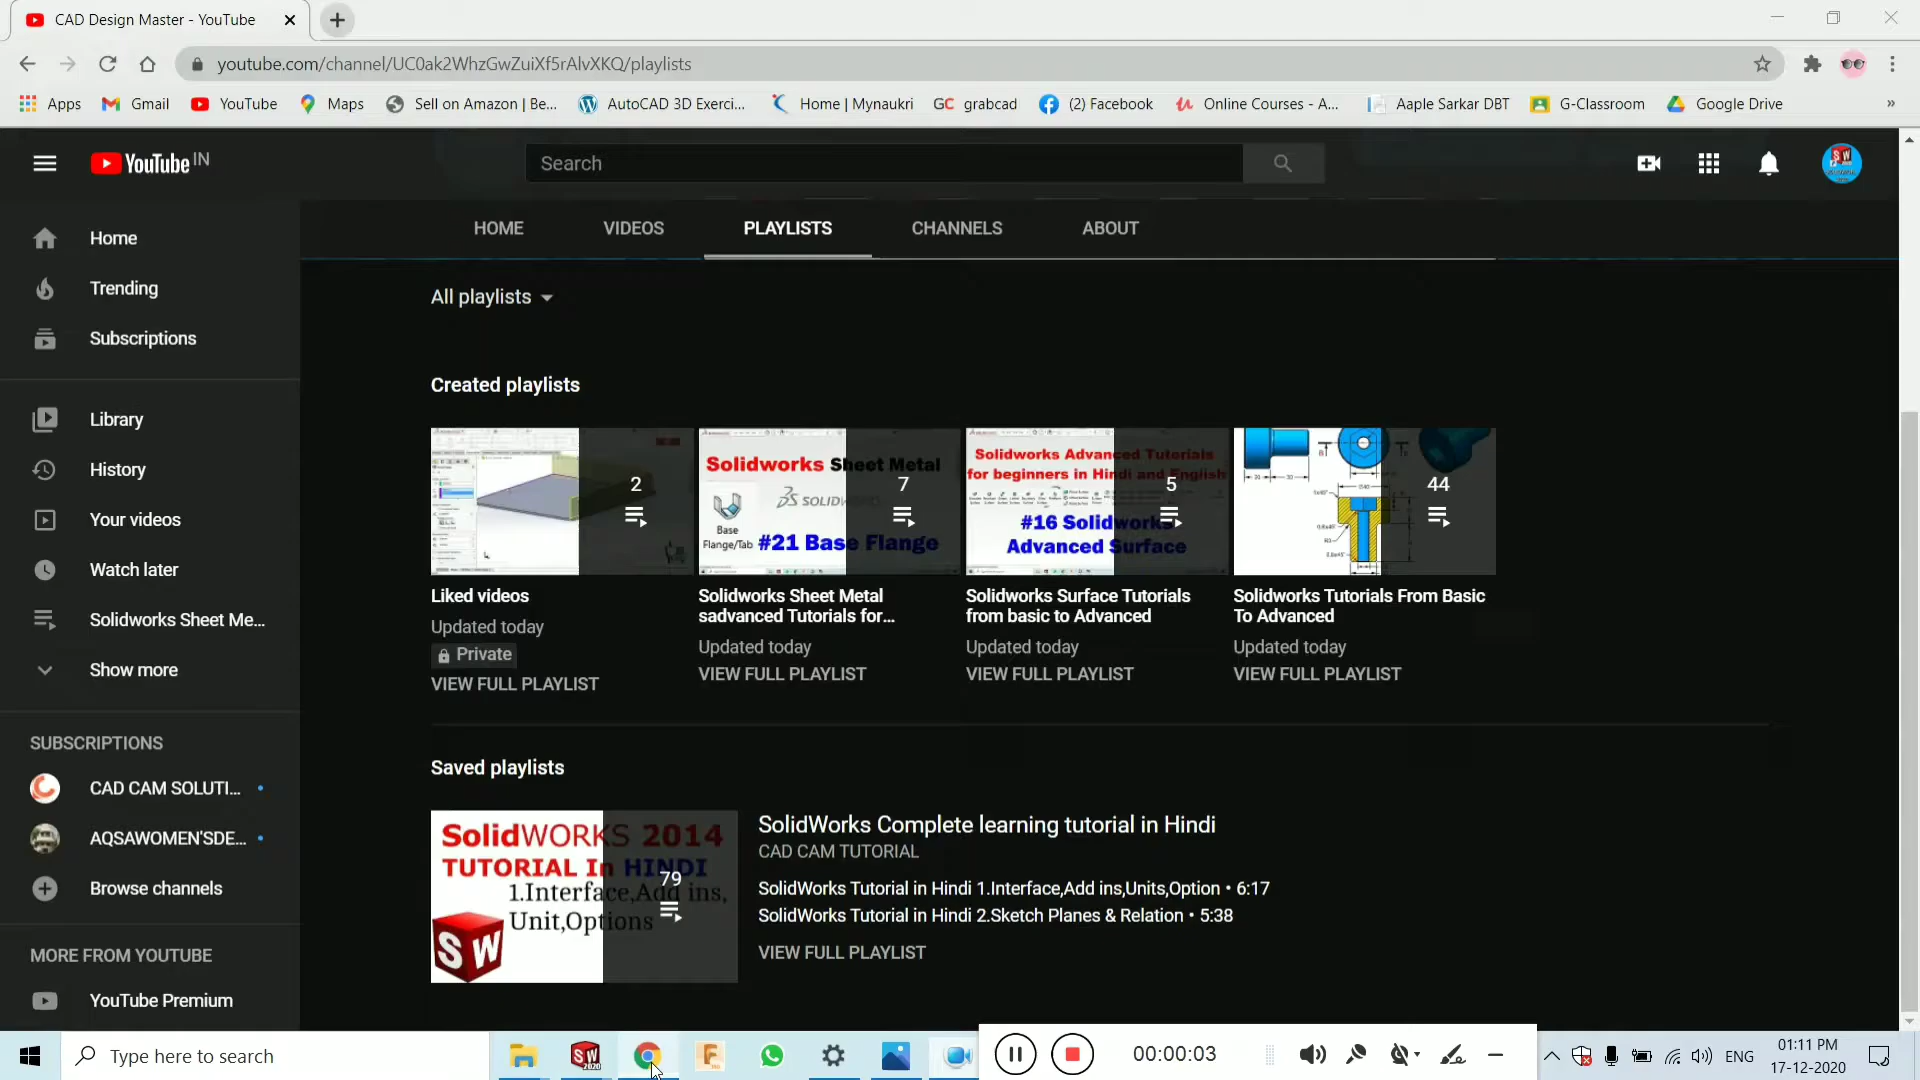 CAD Design Master - YouTube
youtube.com/channel/UC0ak2WhzGwZuiXf5rAlvXKQ/playlists
Apps Gmail YouTube Maps Sell on Amazon | Be... AutoCAD 3D Exerci... Home | Mynaukri GC grabcad (2) Facebook Online Courses - A... Aaple Sarkar DBT G-Classroom Google Drive »
YouTube IN
Search
HOME VIDEOS PLAYLISTS CHANNELS ABOUT
Home
Trending
Subscriptions
Library
History
Your videos
Watch later
Solidworks Sheet Me...
Show more
SUBSCRIPTIONS
CAD CAM SOLUTI...
AQSAWOMEN'SDE...
Browse channels
MORE FROM YOUTUBE
YouTube Premium
All playlists
Created playlists
2
Liked videos
Updated today
Private
VIEW FULL PLAYLIST
Solidworks Sheet Metal
7
SOLIDW
Base
Flange/Tab #21 Base Flange
Solidworks Sheet Metal
sadvanced Tutorials for...
Updated today
VIEW FULL PLAYLIST
Solidworks Advanced Tutorials
for beginners in Hindi and English
5
#16 Solidworks
Advanced Surface
Solidworks Surface Tutorials
from basic to Advanced
Updated today
VIEW FULL PLAYLIST
44
Solidworks Tutorials From Basic
To Advanced
Updated today
VIEW FULL PLAYLIST
Saved playlists
SolidWORKS 2014
TUTORIAL In HINDI
79
1.Interface,Add ins,
Unit,Options
SW
SolidWorks Complete learning tutorial in Hindi
CAD CAM TUTORIAL
SolidWorks Tutorial in Hindi 1.Interface,Add ins,Units,Option • 6:17
SolidWorks Tutorial in Hindi 2.Sketch Planes & Relation • 5:38
VIEW FULL PLAYLIST
Type here to search
SW
2020
00:00:03
ENG
01:11 PM
17-12-2020